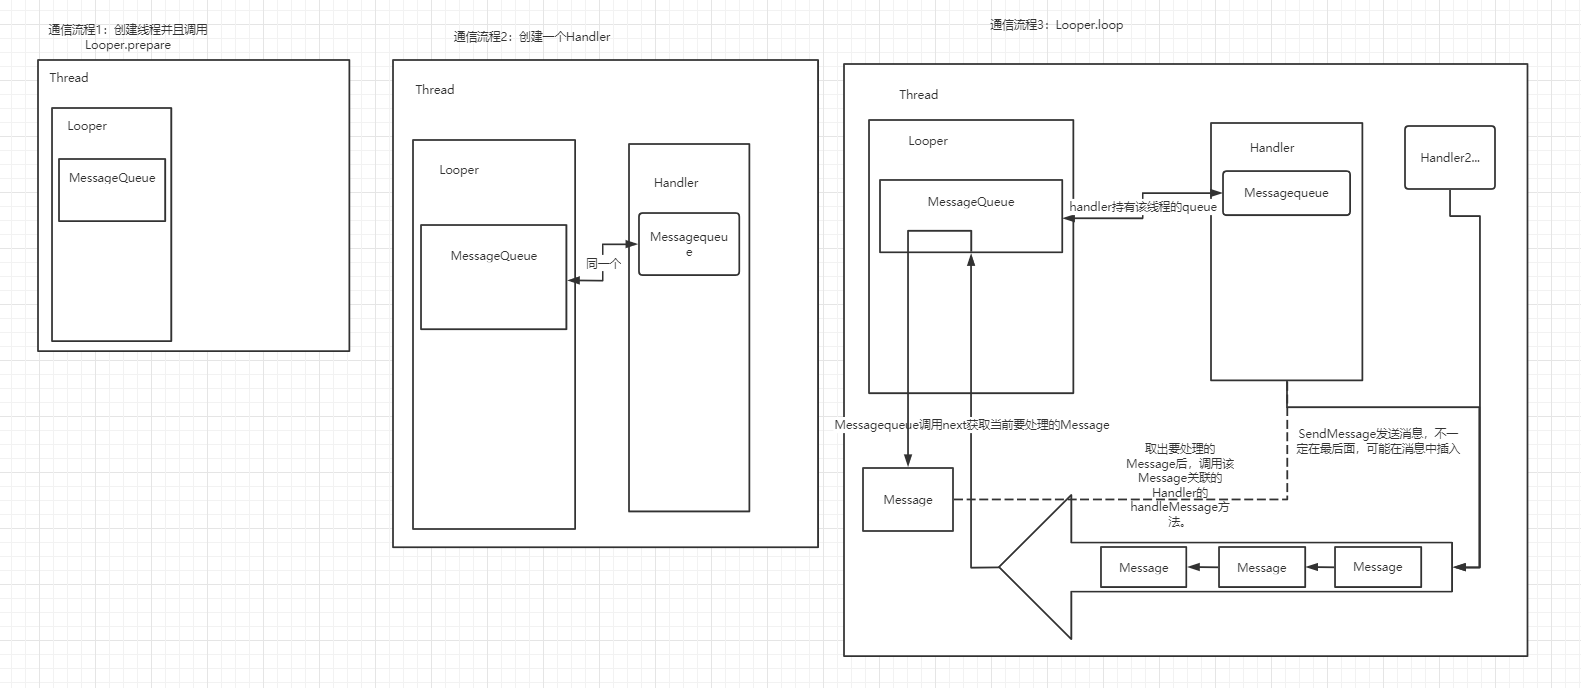 通信流程1：创建线程并且调用
Looper.prepare
Thread
Looper
MessageQueue
通信流程2：创建一个Handler
Thread
Looper
MessageQueue
Handler
Messagequeu
e
同一个
通信流程3：Looper.loop
Thread
Looper
MessageQueue
handler持有该线程的queue
Handler
Messagequeue
Handler2...
Messagequeue调用next获取当前要处理的Message
SendMessage发送消息，不一
定在最后面，可能在消息中插入
取出要处理的
Message后，调用该
Message关联的
Handler的
handleMessage方
法。
Message
Message
Message
Message